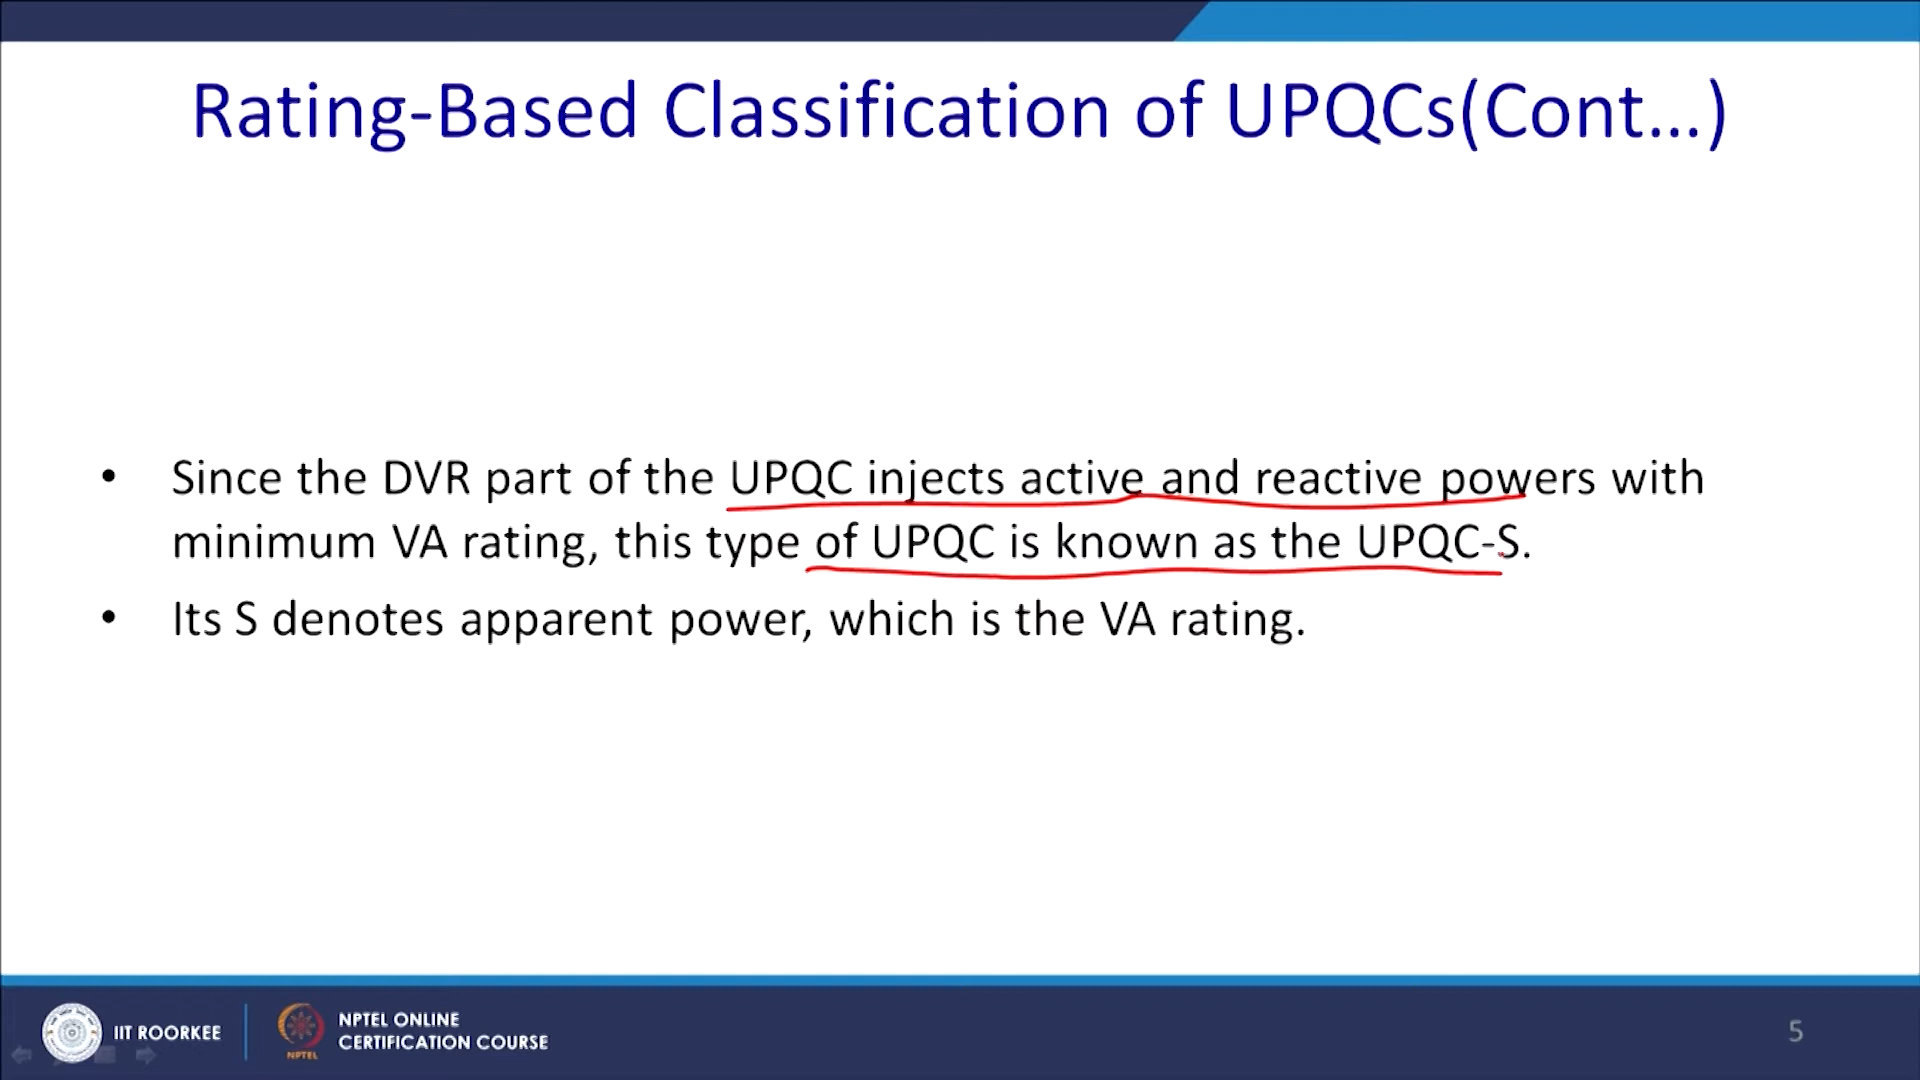 Rating-Based Classification of UPQCs(Cont...)
• Since the DVR part of the UPQC injects active and reactive powers with
minimum VA rating, this type of UPQC is known as the UPQC-S.
• Its S denotes apparent power, which is the VA rating.
IIT ROORKEE
NPTEL
NPTEL ONLINE
CERTIFICATION COURSE
5